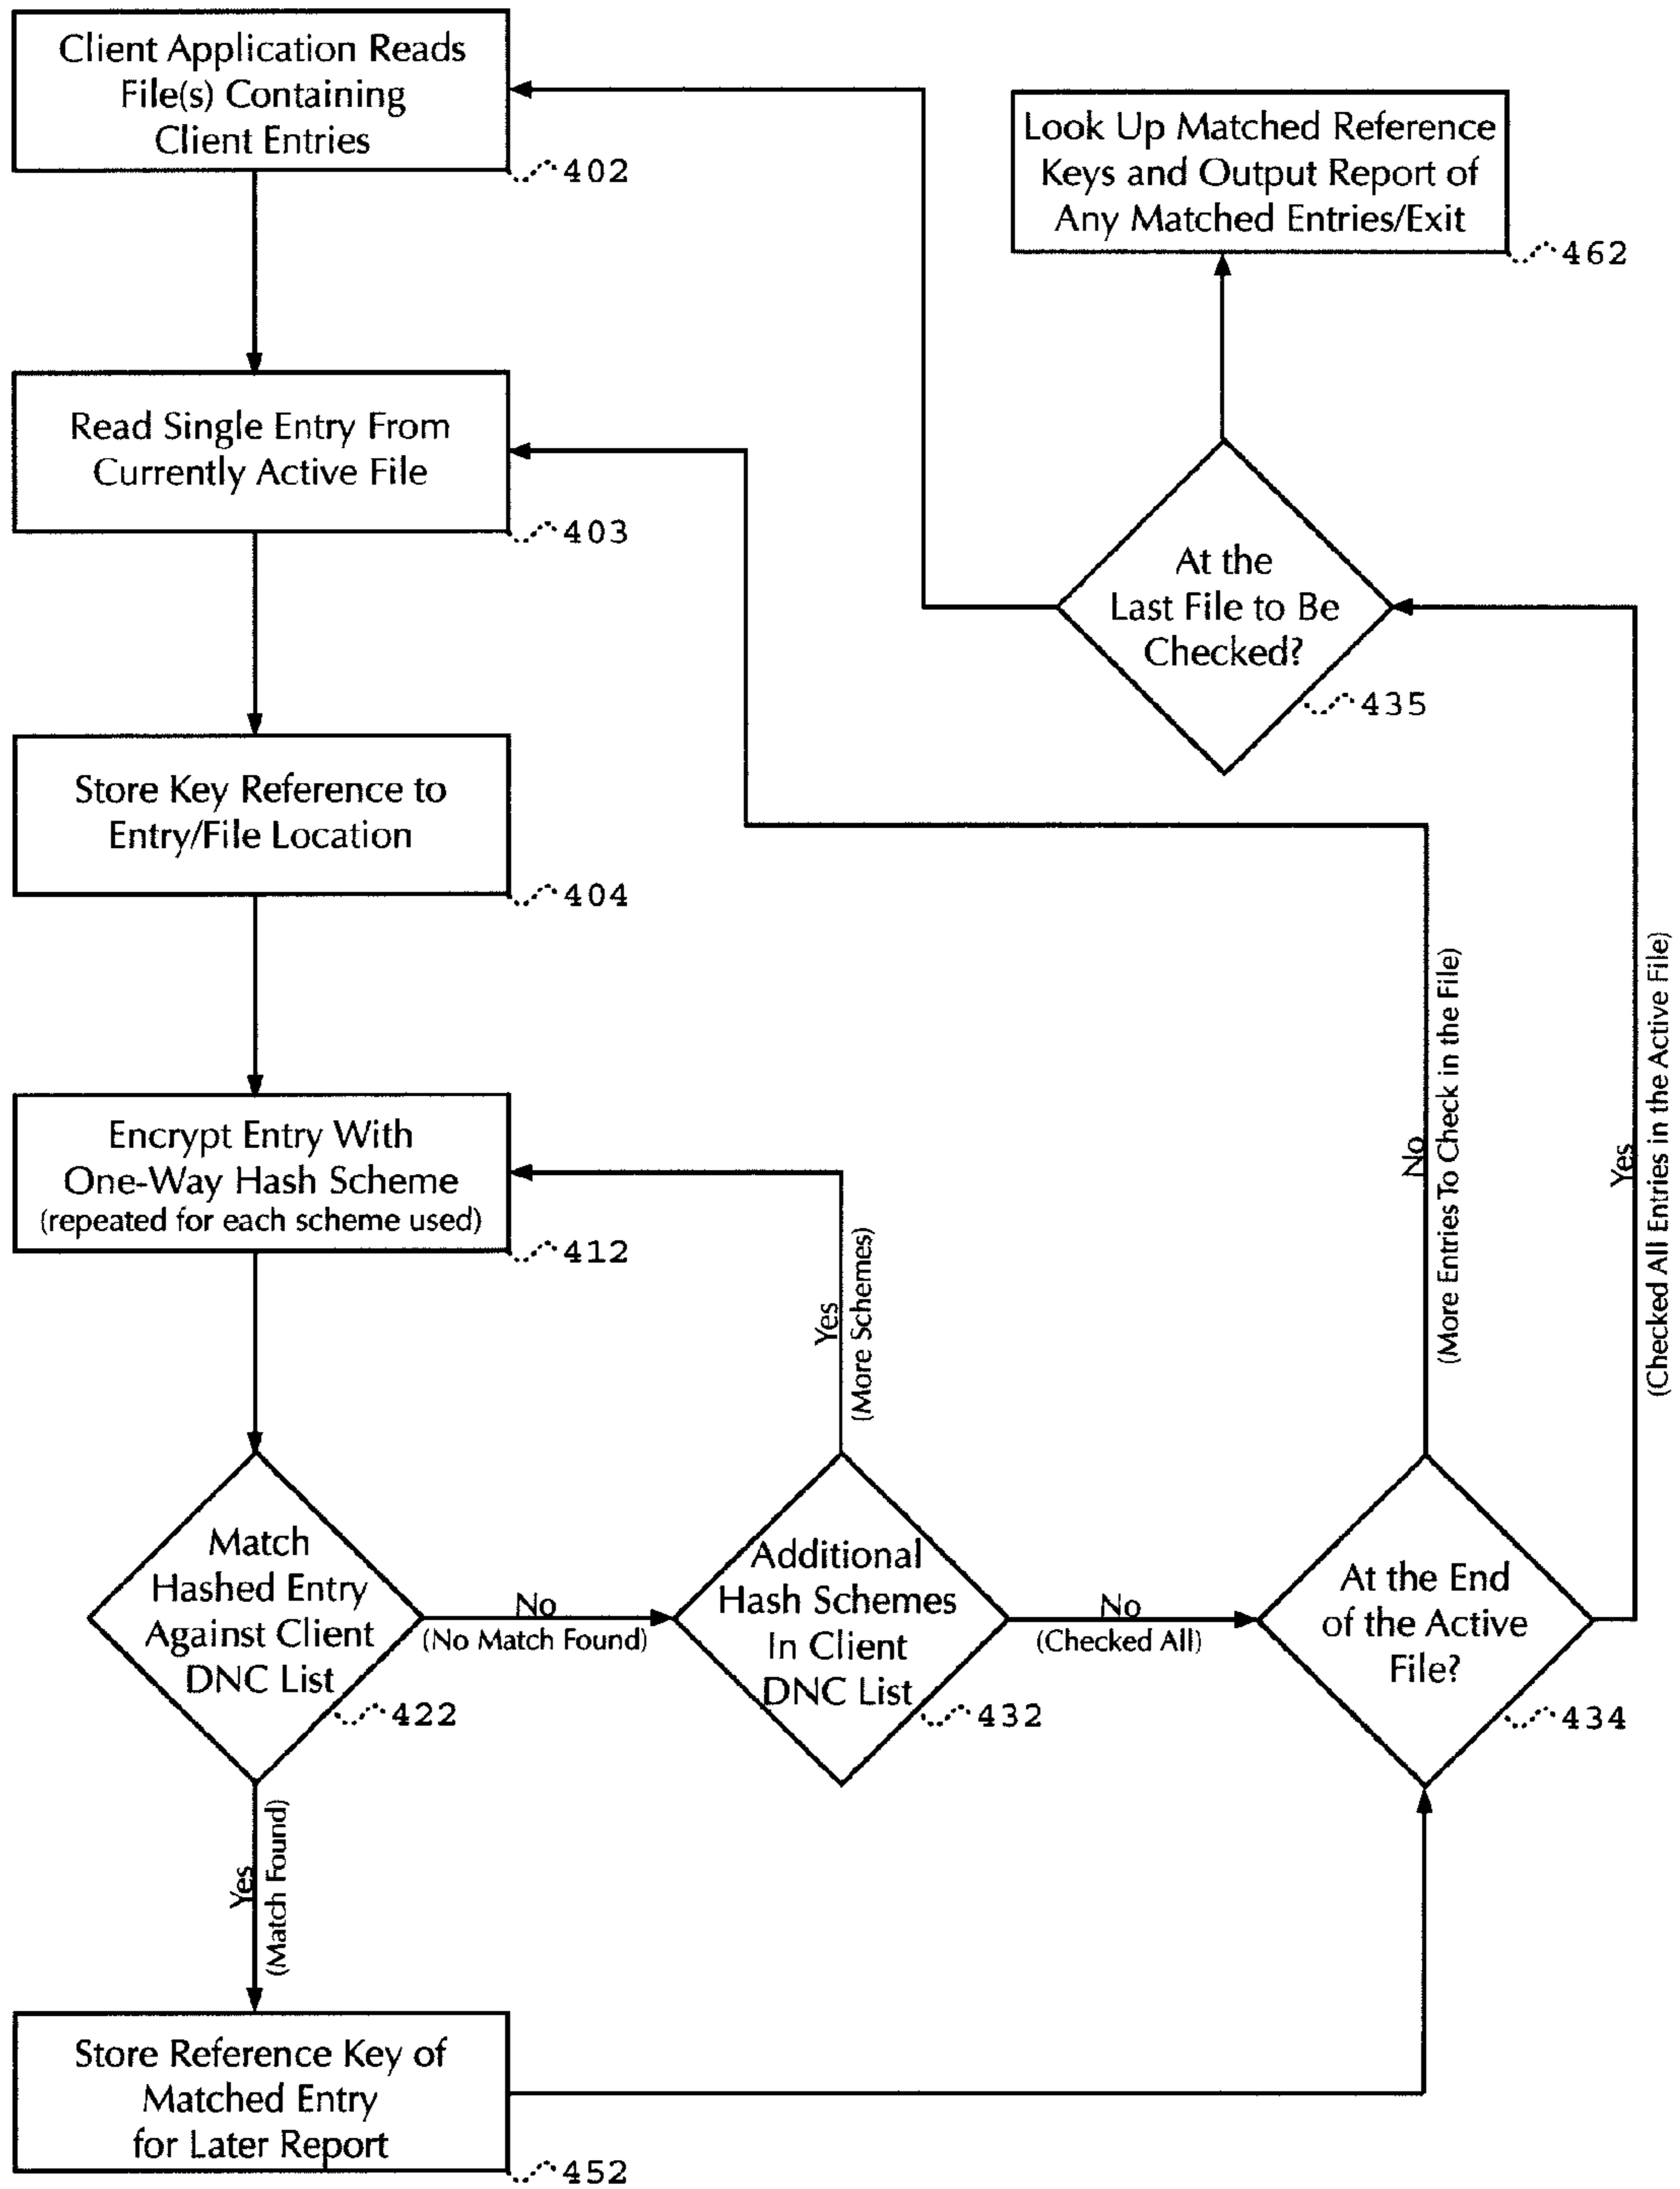 Client Application Reads
File(s) Containing
Client Entries
402
Look Up Matched Reference
Keys and Output Report of
Any Matched Entries/Exit
462
Read Single Entry From
Currently Active File
403
At the
Last File to Be
Checked?
435
Store Key Reference to
Entry/File Location
404
Encrypt Entry With
One-Way Hash Scheme
(repeated for each scheme used)
412
Yes
(More Schemes)
No
(More Entries To Check in the File)
Yes
(Checked All Entries in the Active File)
Match
Hashed Entry
Against Client
DNC List
422
No
(No Match Found)
Additional
Hash Schemes
In Client
DNC List
432
No
(Checked All)
At the End
of the Active
File?
434
Yes
(Match Found)
Store Reference Key of
Matched Entry
for Later Report
452